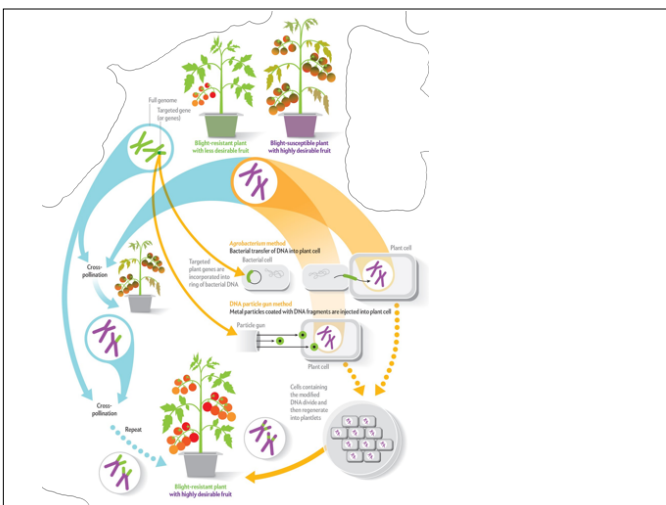 Full genome
Targeted gene
(or genes)
Blight-resistant plant
with less desirable fruit
Blight-susceptible plant
with highly desirable fruit
Agrobacterium method
Bacterial transfer of DNA into plant cell
Bacterial cell
Plant cell
Targeted
plant genes are
incorporated into
ring of bacterial DNA
Cross-
pollination
DNA particle gun method
Metal particles coated with DNA fragments are injected into plant cell
Particle gun
Plant cell
Cells containing
the modified
DNA divide and
then regenerate
into plantlets
Cross-
pollination
Repeat
Blight-resistant plant
with highly desirable fruit